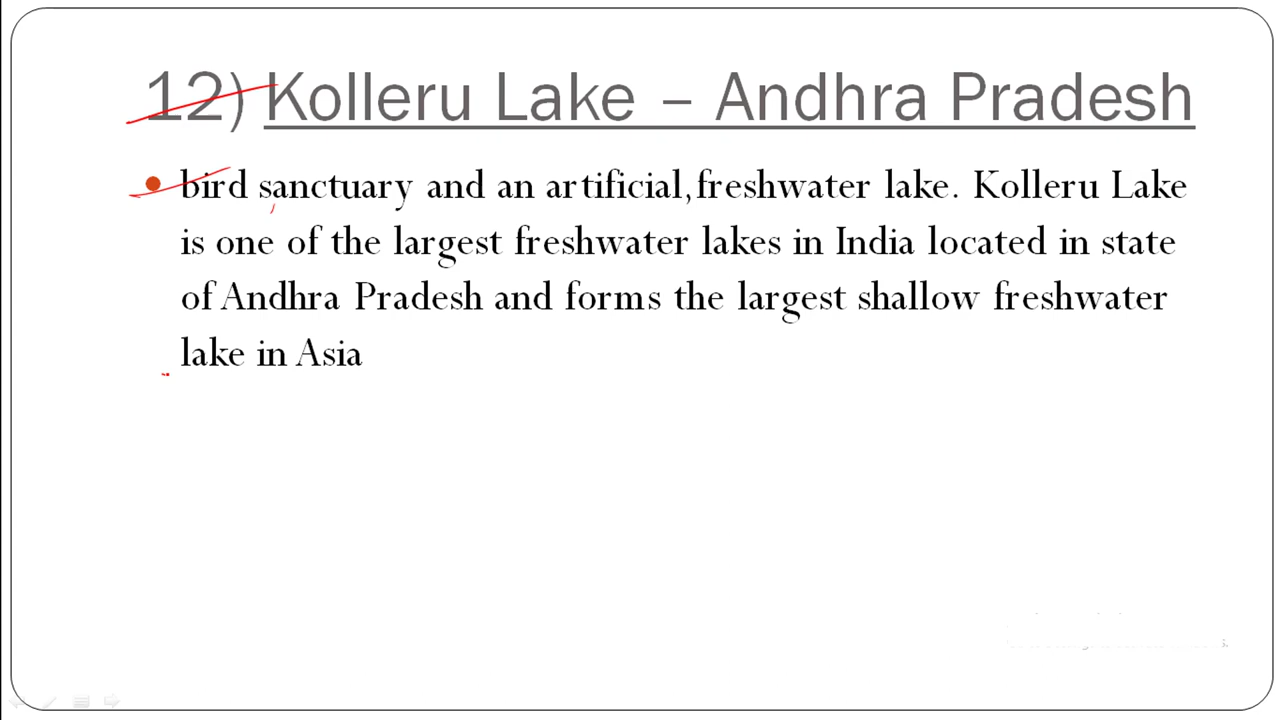 12) Kolleru Lake – Andhra Pradesh
• bird sanctuary and an artificial,freshwater lake. Kolleru Lake
is one of the largest freshwater lakes in India located in state
of Andhra Pradesh and forms the largest shallow freshwater
lake in Asia